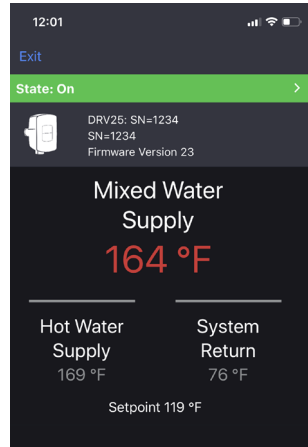 12:01
Exit
State: On
DRV25: SN=1234
SN=1234
Firmware Version 23
Mixed Water
Supply
164 °F
Hot Water
Supply
169 °F
System
Return
76 °F
Setpoint 119 °F